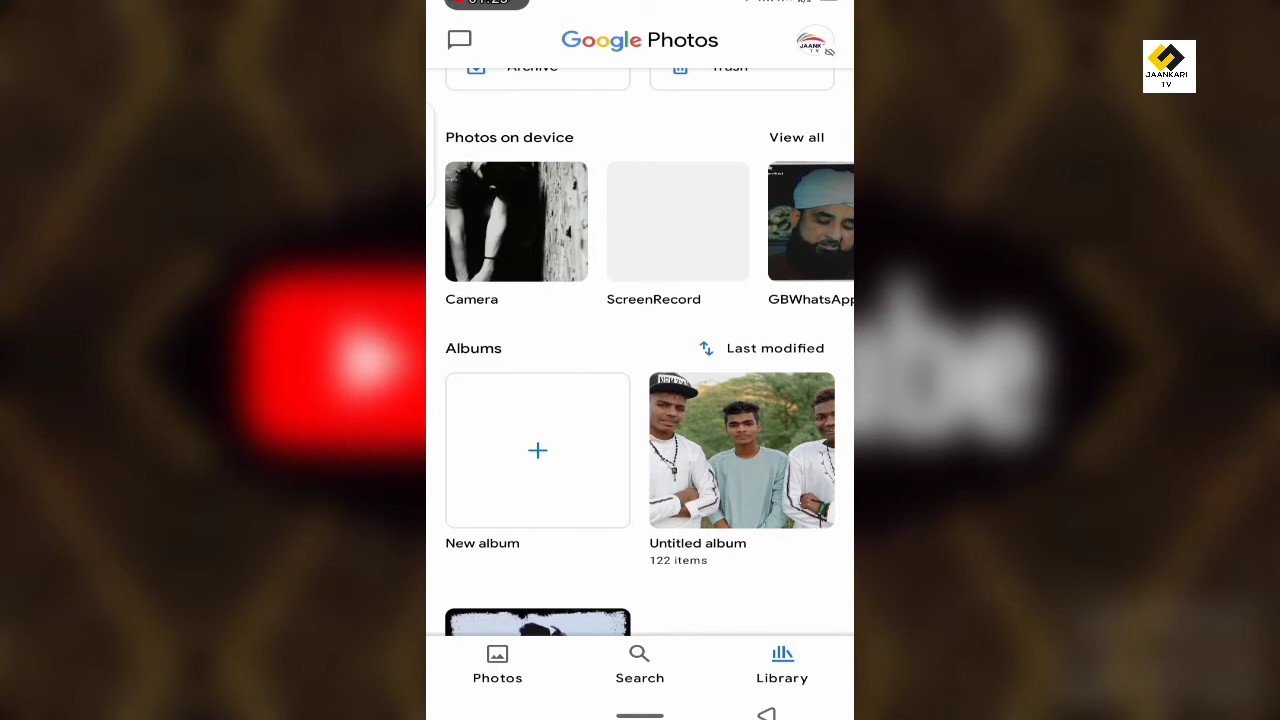 Google Photos
JAANKARI
TV
Archive
Trash
Photos on device
View all
Camera
ScreenRecord
GBWhatsApp
Albums
Last modified
New album
Untitled album
122 items
Photos
Search
Library